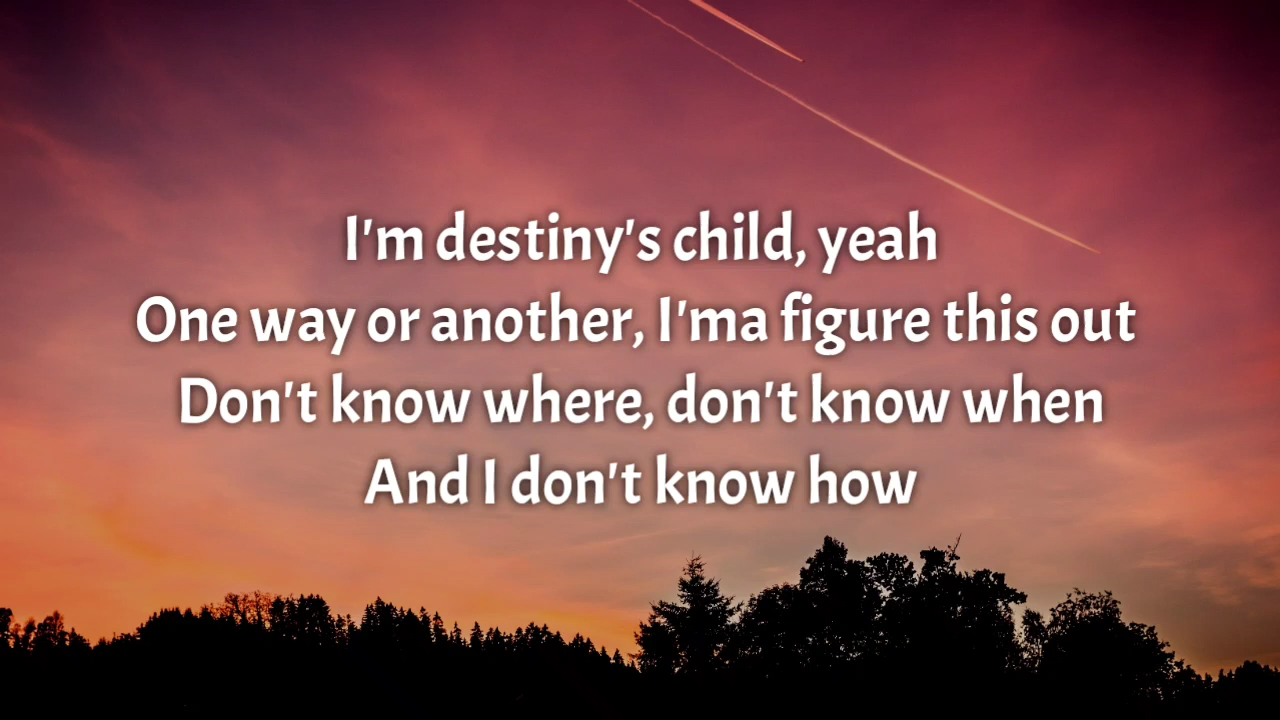 I'm destiny's child, yeah
One way or another, I'ma figure this out
Don't know where, don't know when
And I don't know how